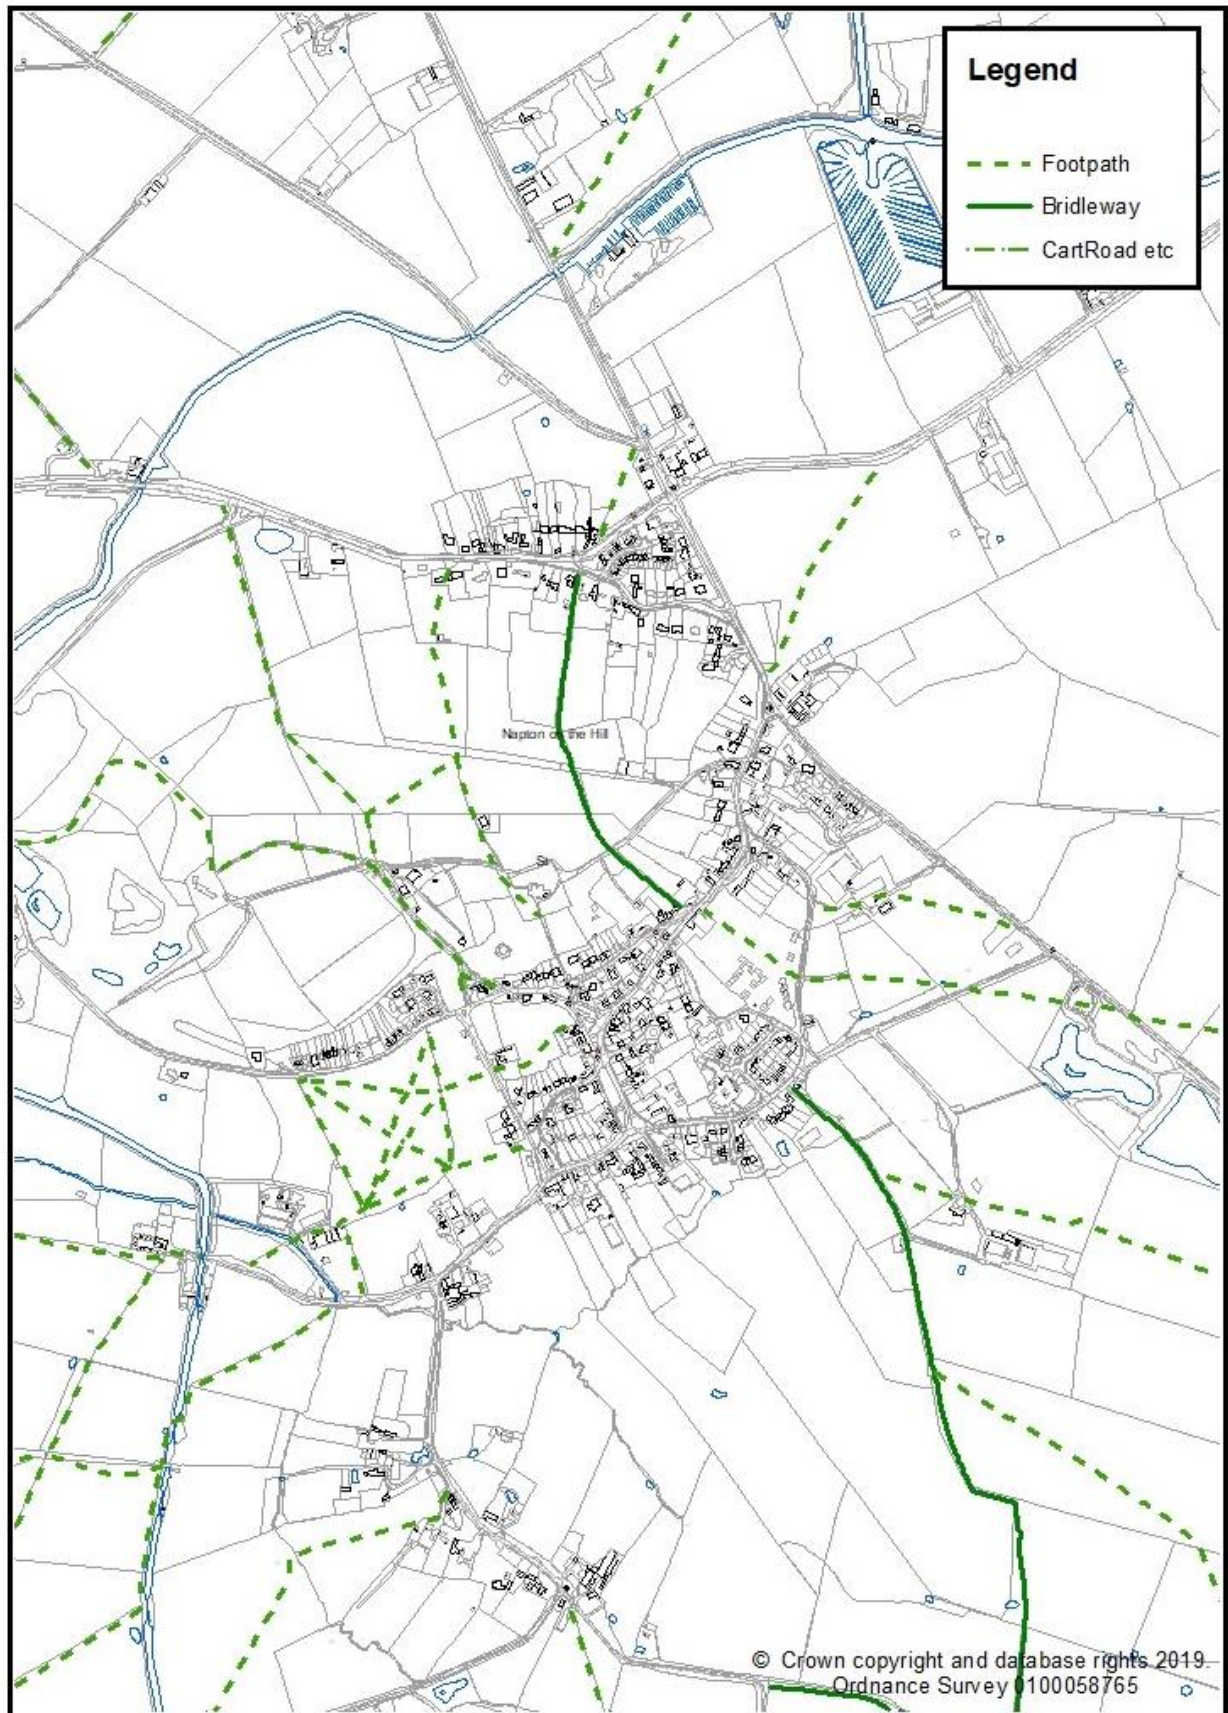 Legend
Footpath
Bridleway
CartRoad etc
Napton on the Hill
© Crown copyright and database rights 2019.
Ordnance Survey 0100058765